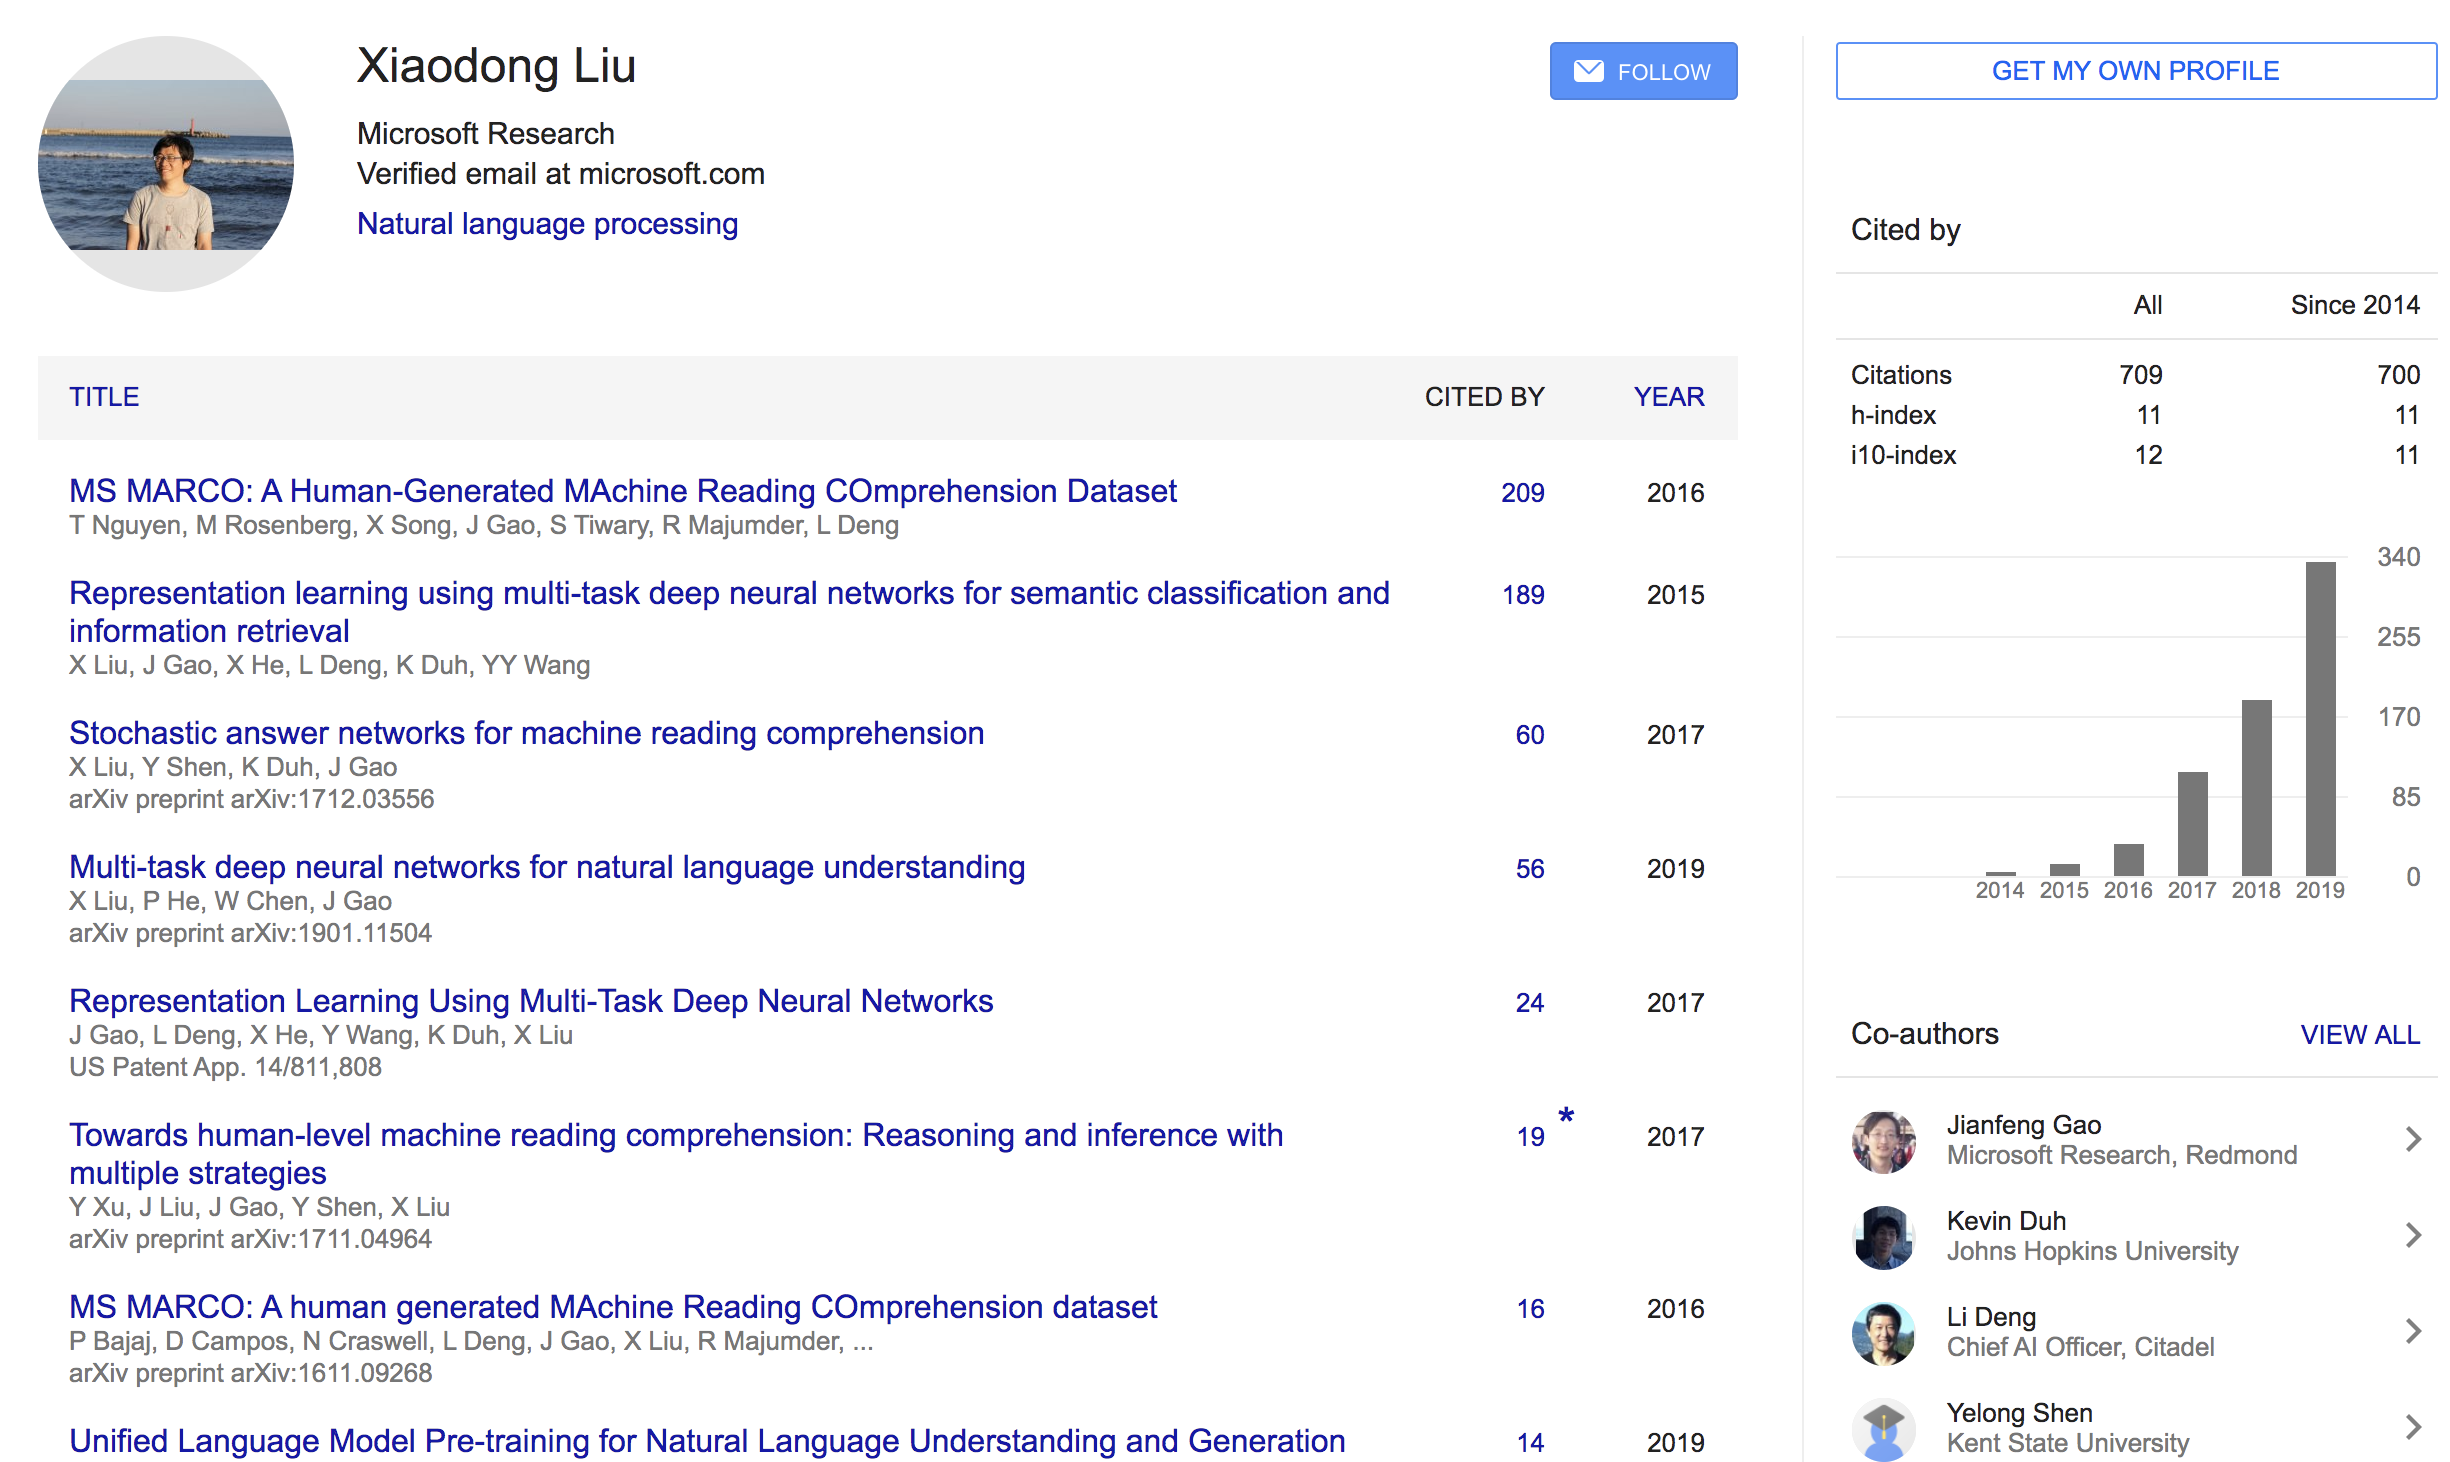 Xiaodong Liu
FOLLOW
Microsoft Research
Verified email at microsoft.com
Natural language processing
TITLE CITED BY YEAR
MS MARCO: A Human-Generated MAchine Reading COmprehension Dataset 209 2016
T Nguyen, M Rosenberg, X Song, J Gao, S Tiwary, R Majumder, L Deng
Representation learning using multi-task deep neural networks for semantic classification and 189 2015
information retrieval
X Liu, J Gao, X He, L Deng, K Duh, YY Wang
Stochastic answer networks for machine reading comprehension 60 2017
X Liu, Y Shen, K Duh, J Gao
arXiv preprint arXiv:1712.03556
Multi-task deep neural networks for natural language understanding 56 2019
X Liu, P He, W Chen, J Gao
arXiv preprint arXiv:1901.11504
Representation Learning Using Multi-Task Deep Neural Networks 24 2017
J Gao, L Deng, X He, Y Wang, K Duh, X Liu
US Patent App. 14/811,808
Towards human-level machine reading comprehension: Reasoning and inference with 19 * 2017
multiple strategies
Y Xu, J Liu, J Gao, Y Shen, X Liu
arXiv preprint arXiv:1711.04964
MS MARCO: A human generated MAchine Reading COmprehension dataset 16 2016
P Bajaj, D Campos, N Craswell, L Deng, J Gao, X Liu, R Majumder, ...
arXiv preprint arXiv:1611.09268
Unified Language Model Pre-training for Natural Language Understanding and Generation 14 2019
GET MY OWN PROFILE
Cited by
All Since 2014
Citations 709 700
h-index 11 11
i10-index 12 11
340
255
170
85
0
2014 2015 2016 2017 2018 2019
Co-authors VIEW ALL
Jianfeng Gao
Microsoft Research, Redmond
Kevin Duh
Johns Hopkins University
Li Deng
Chief AI Officer, Citadel
Yelong Shen
Kent State University